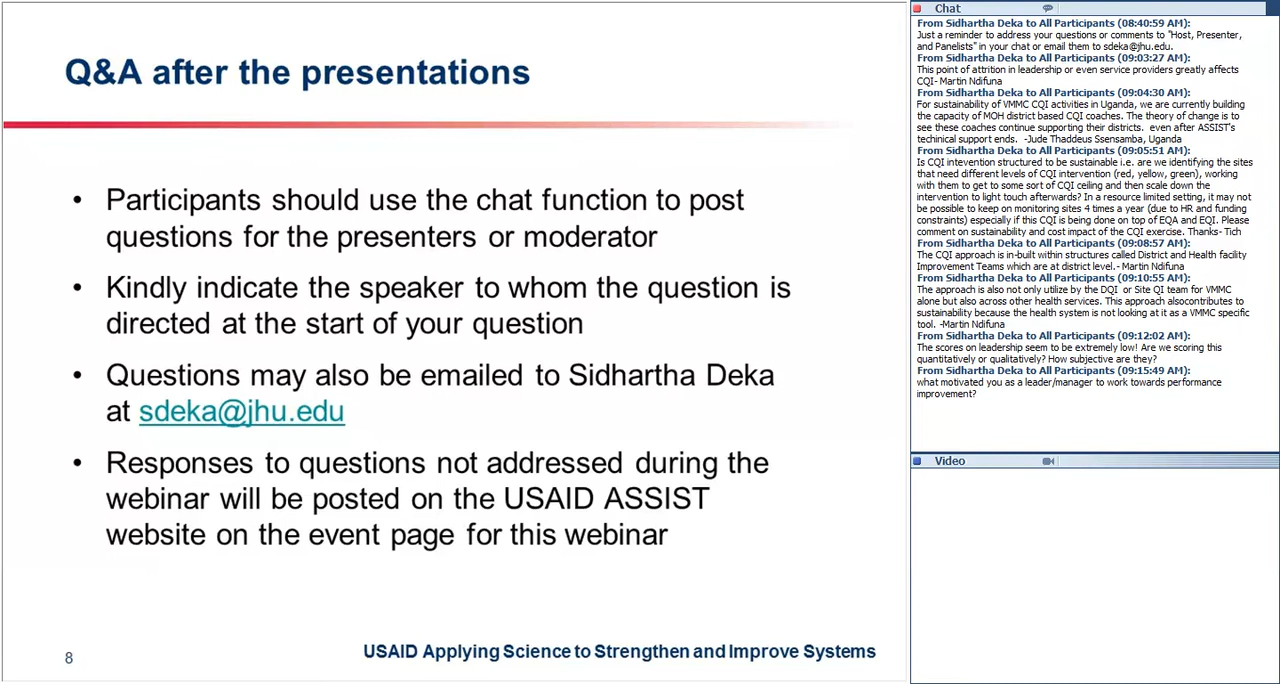 Q&A after the presentations
• Participants should use the chat function to post
questions for the presenters or moderator
• Kindly indicate the speaker to whom the question is
directed at the start of your question
• Questions may also be emailed to Sidhartha Deka
at sdeka@jhu.edu
• Responses to questions not addressed during the
webinar will be posted on the USAID ASSIST
website on the event page for this webinar
8
USAID Applying Science to Strengthen and Improve Systems
Chat
From Sidhartha Deka to All Participants (08:40:59 AM):
Just a reminder to address your questions or comments to "Host, Presenter,
and Panelists" in your chat or email them to sdeka@jhu.edu.
From Sidhartha Deka to All Participants (09:03:27 AM):
This point of attrition in leadership or even service providers greatly affects
CQI- Martin Ndifuna
From Sidhartha Deka to All Participants (09:04:30 AM):
For sustainability of VMMC CQI activities in Uganda, we are currently building
the capacity of MOH district based CQI coaches. The theory of change is to
see these coaches continue supporting their districts. even after ASSIST's
techinical support ends. -Jude Thaddeus Ssensamba, Uganda
From Sidhartha Deka to All Participants (09:05:51 AM):
Is CQI intevention structured to be sustainable i.e. are we identifying the sites
that need different levels of CQI intervention (red, yellow, green), working
with them to get to some sort of CQI ceiling and then scale down the
intervention to light touch afterwards? In a resource limited setting, it may not
be possible to keep on monitoring sites 4 times a year (due to HR and funding
constraints) especially if this CQI is being done on top of EQA and EQI. Please
comment on sustainability and cost impact of the CQI exercise. Thanks- Tich
From Sidhartha Deka to All Participants (09:08:57 AM):
The CQI approach is in-built within structures called District and Health facility
Improvement Teams which are at district level.- Martin Ndifuna
From Sidhartha Deka to All Participants (09:10:55 AM):
The approach is also not only utilize by the DQI or Site QI team for VMMC
alone but also across other health services. This approach alsocontributes to
sustainability because the health system is not looking at it as a VMMC specific
tool. -Martin Ndifuna
From Sidhartha Deka to All Participants (09:12:02 AM):
The scores on leadership seem to be extremely low! Are we scoring this
quantitatively or qualitatively? How subjective are they?
From Sidhartha Deka to All Participants (09:15:49 AM):
what motivated you as a leader/manager to work towards performance
improvement?
Video